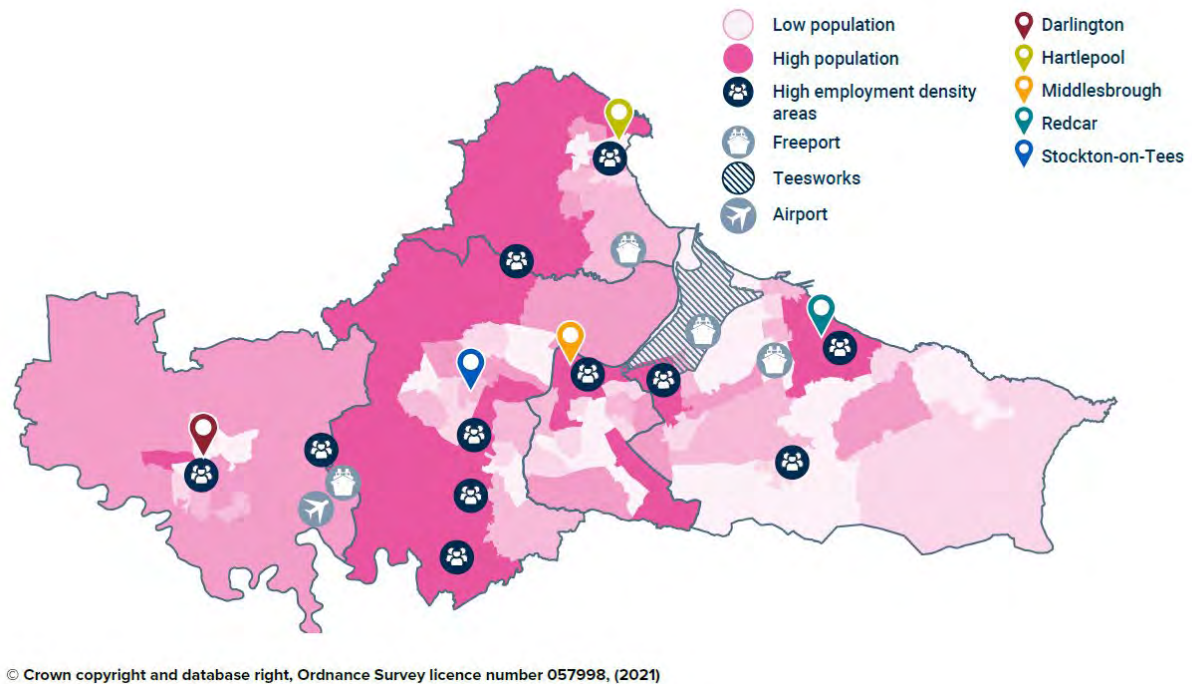 Low population
High population
High employment density
areas
Freeport
Teesworks
Airport
Darlington
Hartlepool
Middlesbrough
Redcar
Stockton-on-Tees
© Crown copyright and database right, Ordnance Survey licence number 057998, (2021)